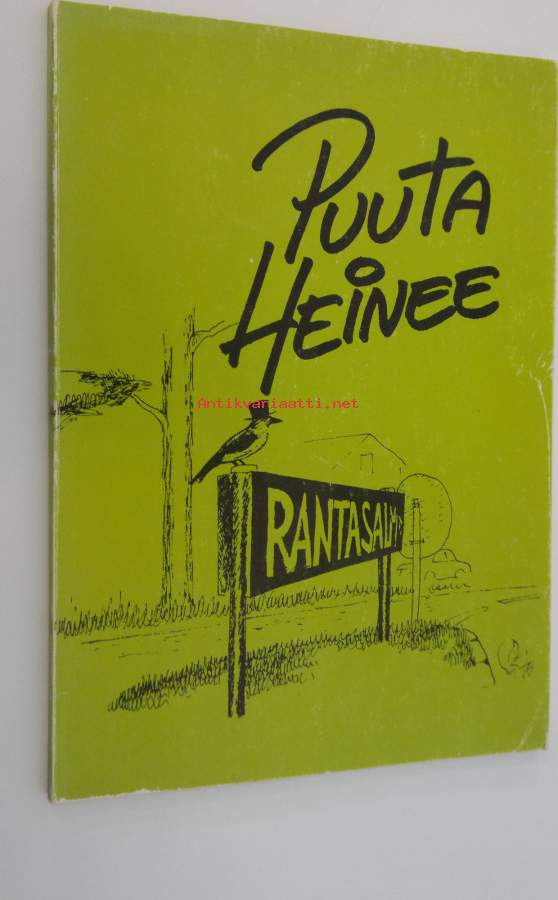 PUUTA
HEINEE
Antikvariaatti.net
RANTASALMI